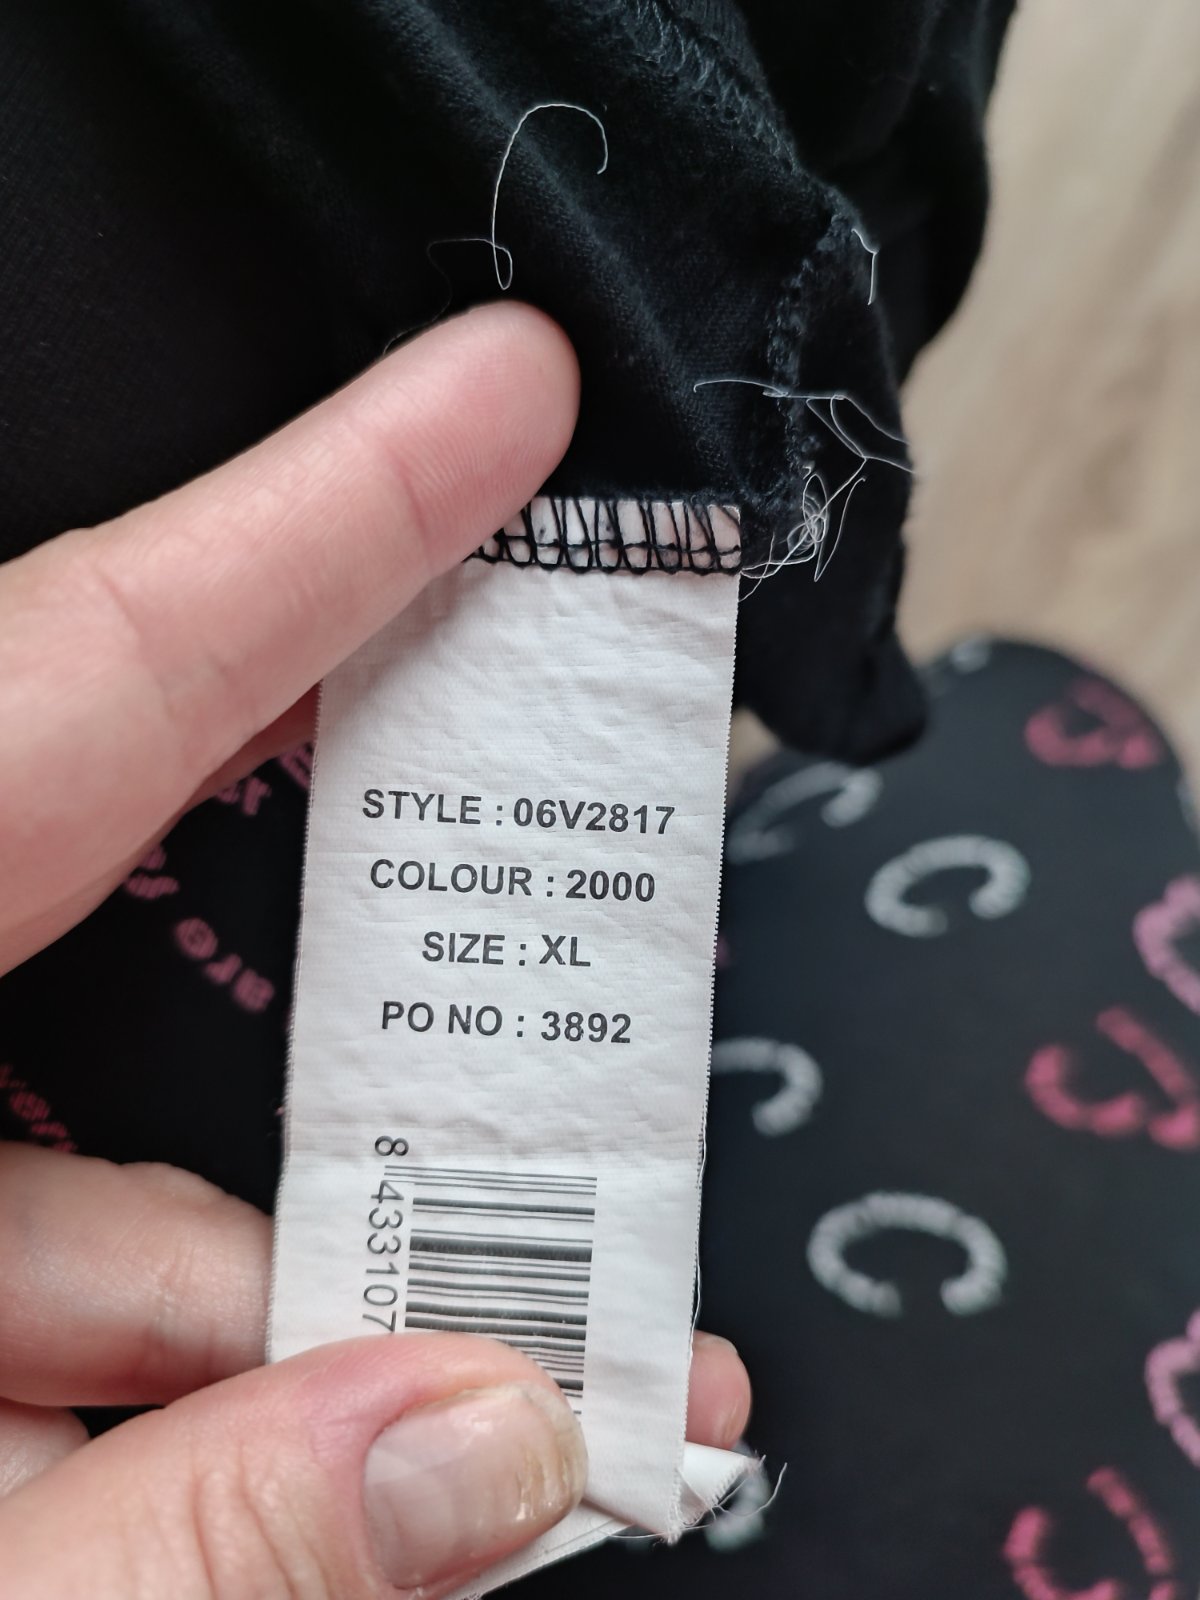 STYLE : 06V2817
COLOUR : 2000
SIZE : XL
PO NO : 3892
8 433107